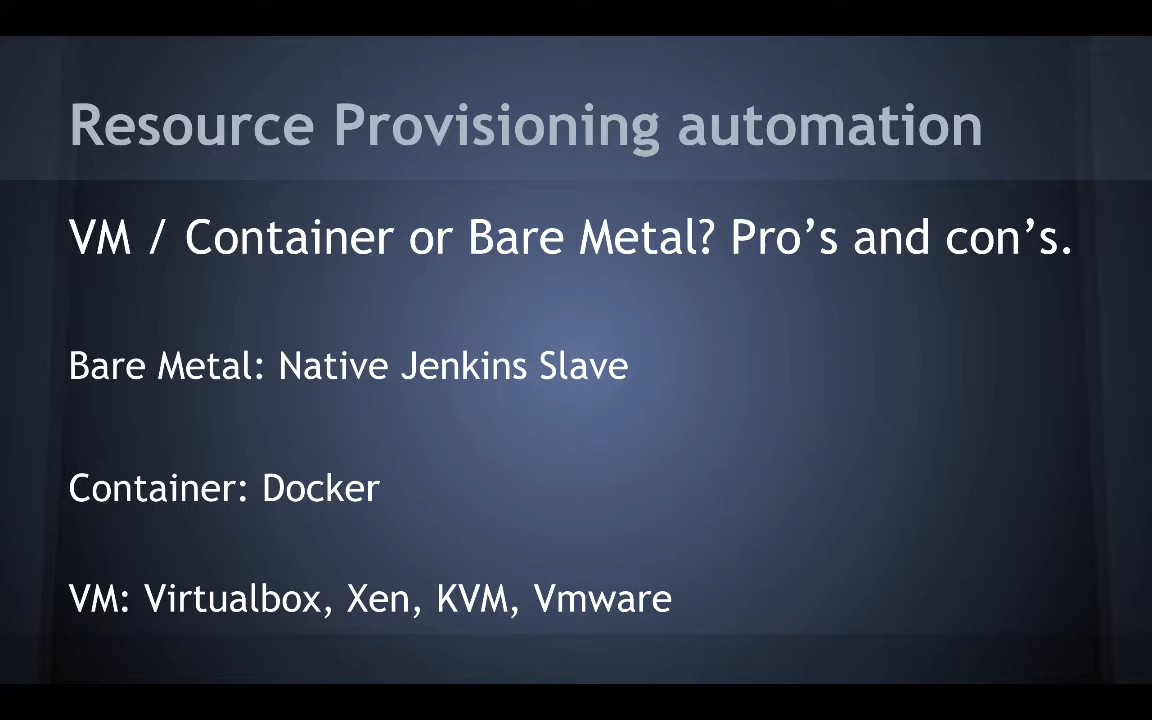 Resource Provisioning automation
VM / Container or Bare Metal? Pro’s and con’s.
Bare Metal: Native Jenkins Slave
Container: Docker
VM: Virtualbox, Xen, KVM, Vmware